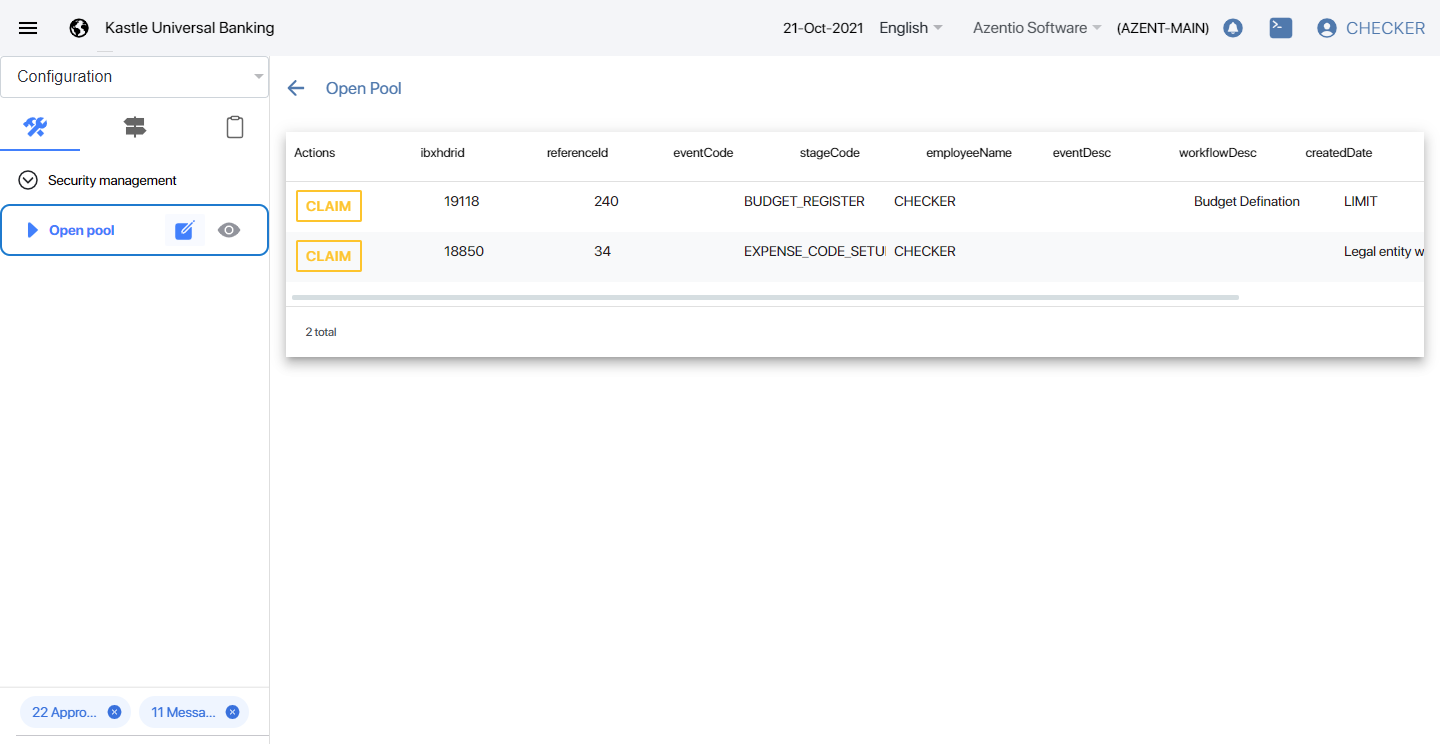 Kastle Universal Banking 21-Oct-2021 English Azentio Software (AZENT-MAIN) CHECKER
Configuration
Open Pool
Security management
Open pool
Actions ibxhdrid referenceId eventCode stageCode employeeName eventDesc workflowDesc createdDate
CLAIM 19118 240 BUDGET_REGISTER CHECKER Budget Defination LIMIT
CLAIM 18850 34 EXPENSE_CODE_SETU CHECKER Legal entity w
2 total
22 Appro... 11 Messa...